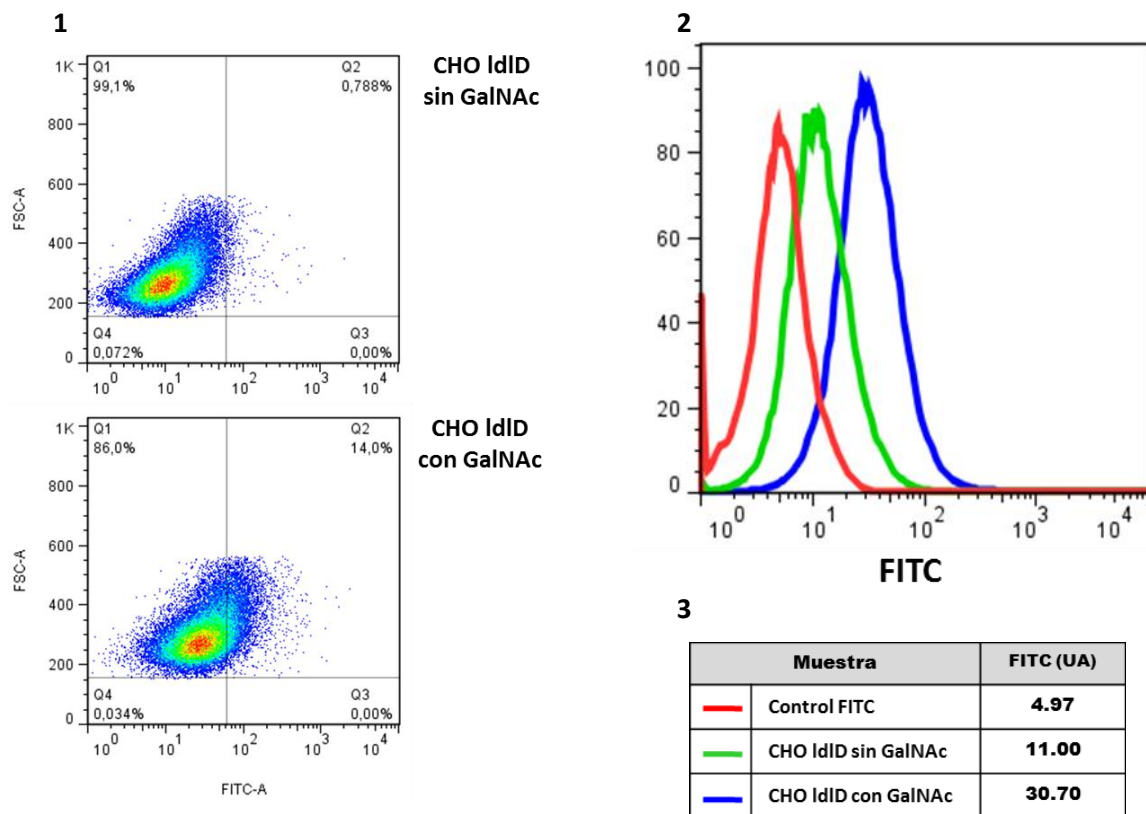 1
Q1
99,1%
Q2
0,788%
1K
800
600
400
200
0
FSC-A
Q4
0,072%
Q3
0,00%
10^0
10^1
10^2
10^3
10^4
CHO ldlD
sin GalNAc
Q1
86,0%
Q2
14,0%
1K
800
600
400
200
0
FSC-A
Q4
0,034%
Q3
0,00%
10^0
10^1
10^2
10^3
10^4
FITC-A
CHO ldlD
con GalNAc
2
100
80
60
40
20
0
10^0
10^1
10^2
10^3
10^4
FITC
3
Muestra FITC (UA)
Control FITC 4.97
CHO ldlD sin GalNAc 11.00
CHO ldlD con GalNAc 30.70